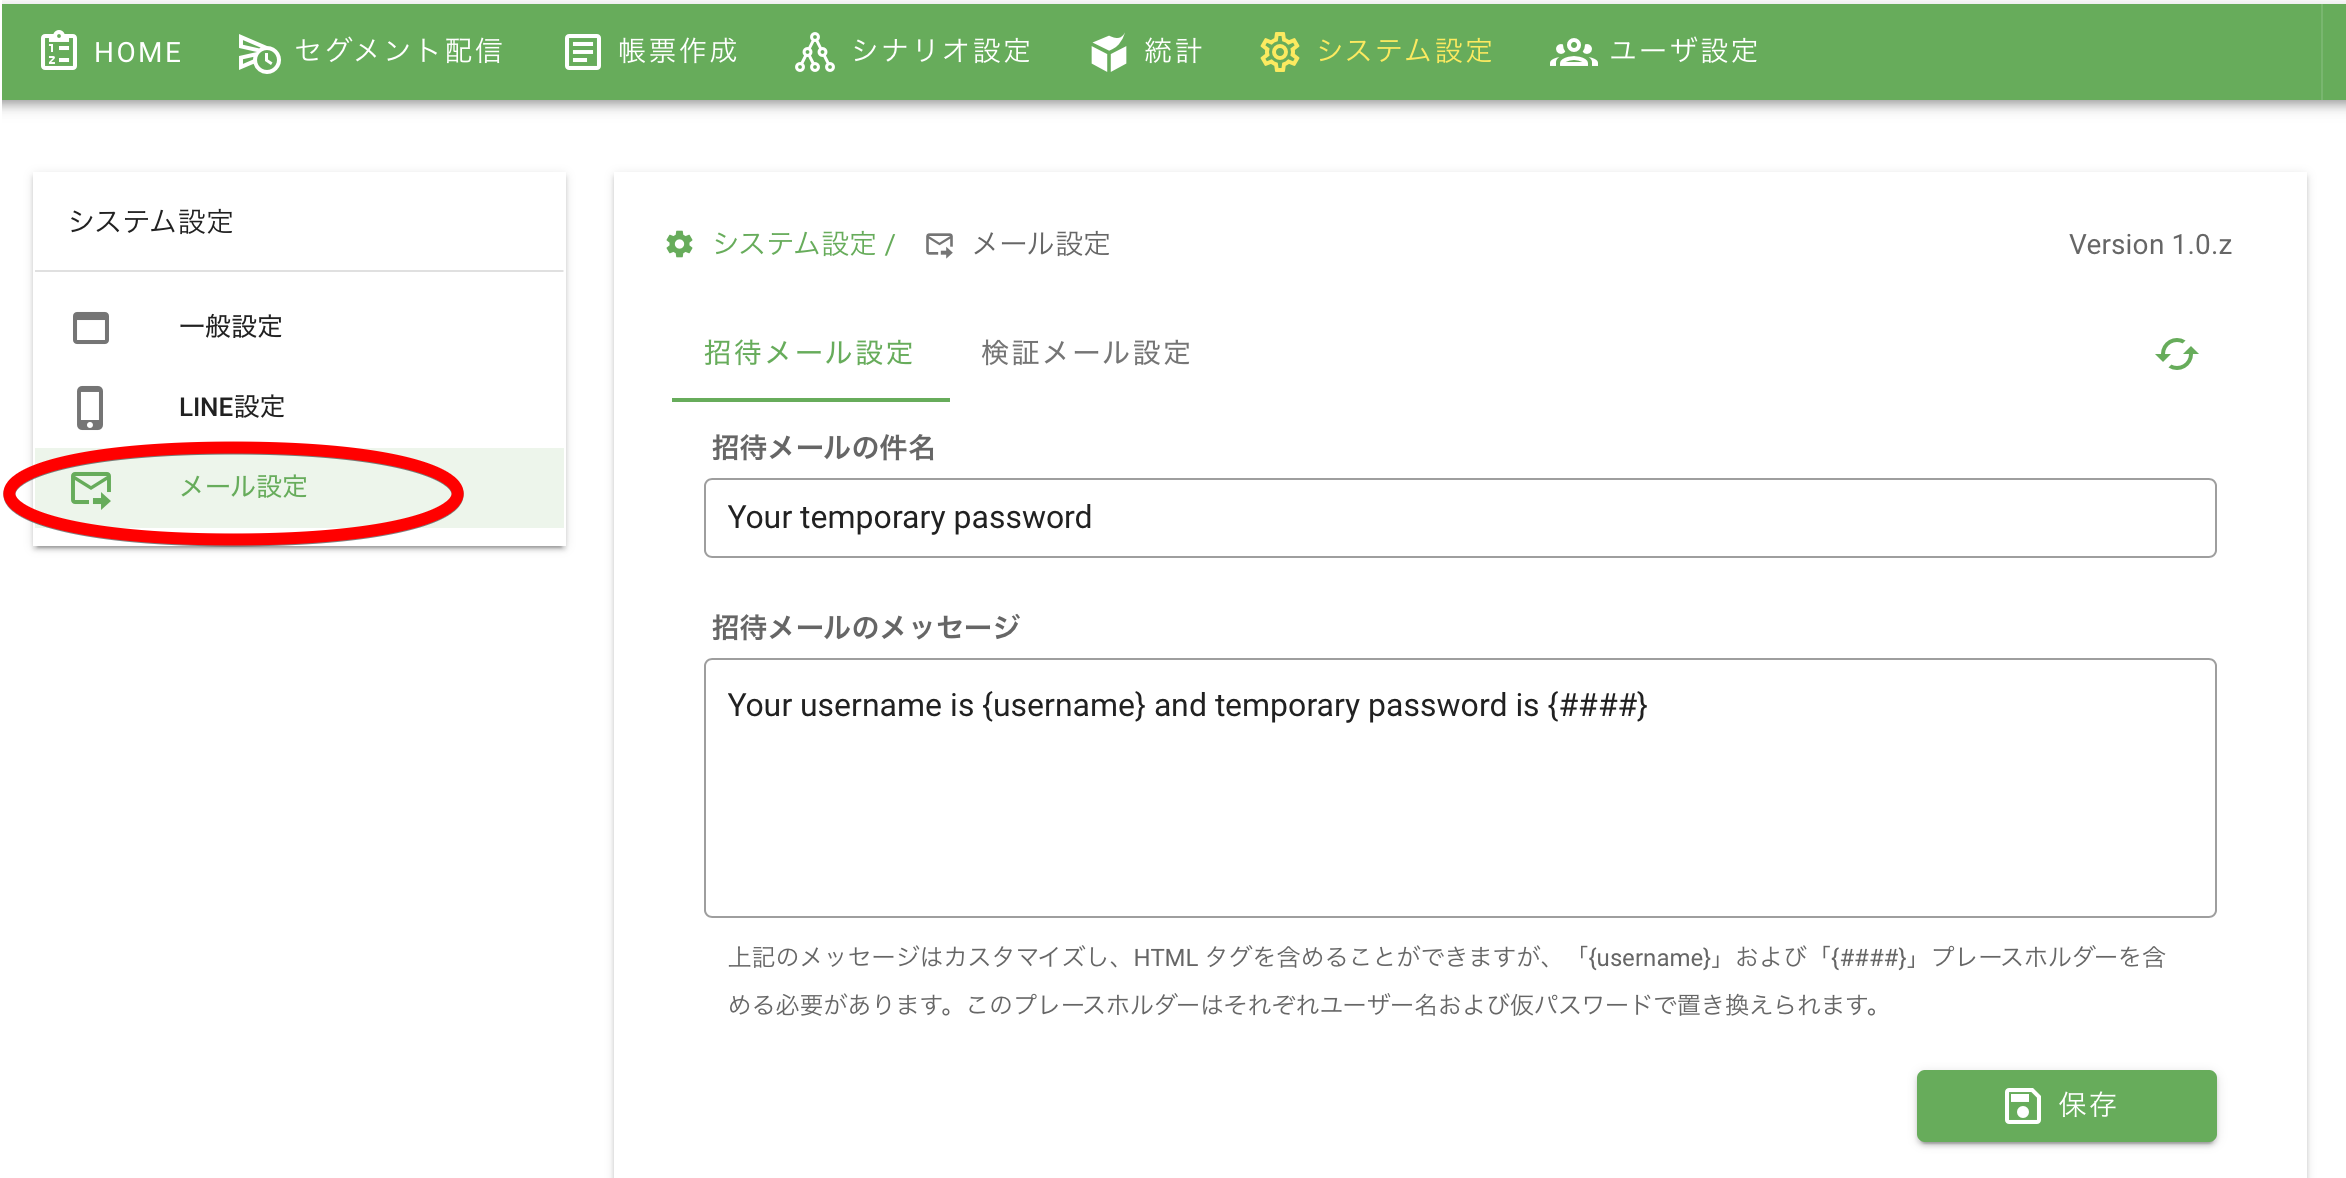 HOME セグメント配信 帳票作成 シナリオ設定 統計 システム設定 ユーザ設定
システム設定
一般設定
LINE設定
メール設定
システム設定 / メール設定
Version 1.0.z
招待メール設定 検証メール設定
招待メールの件名
Your temporary password
招待メールのメッセージ
Your username is {username} and temporary password is {####}
上記のメッセージはカスタマイズし、HTML タグを含めることができますが、「{username}」および「{####}」プレースホルダーを含
める必要があります。このプレースホルダーはそれぞれユーザー名および仮パスワードで置き換えられます。
保存